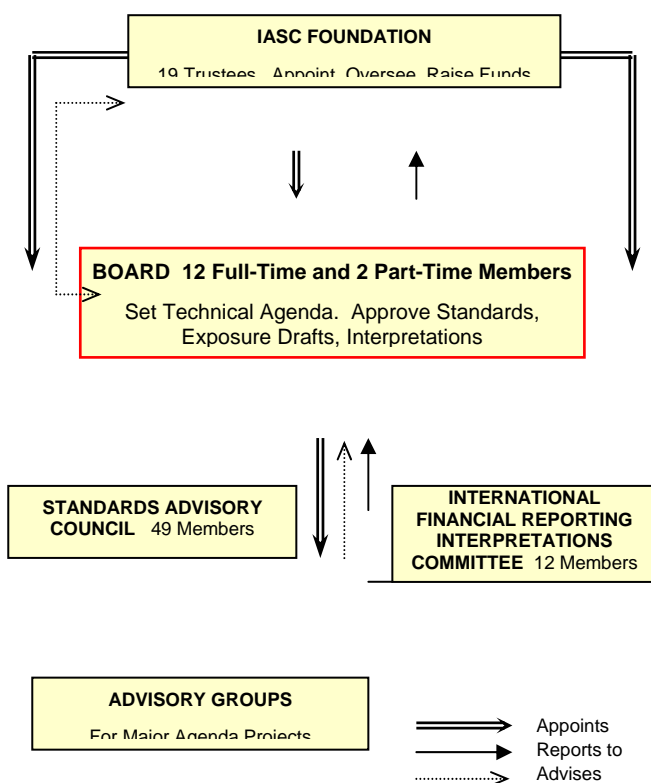 IASC FOUNDATION
19 Trustees. Appoint, Oversee, Raise Funds
BOARD 12 Full-Time and 2 Part-Time Members
Set Technical Agenda. Approve Standards,
Exposure Drafts, Interpretations
STANDARDS ADVISORY
COUNCIL 49 Members
INTERNATIONAL
FINANCIAL REPORTING
INTERPRETATIONS
COMMITTEE 12 Members
ADVISORY GROUPS
For Major Agenda Projects
Appoints
Reports to
Advises